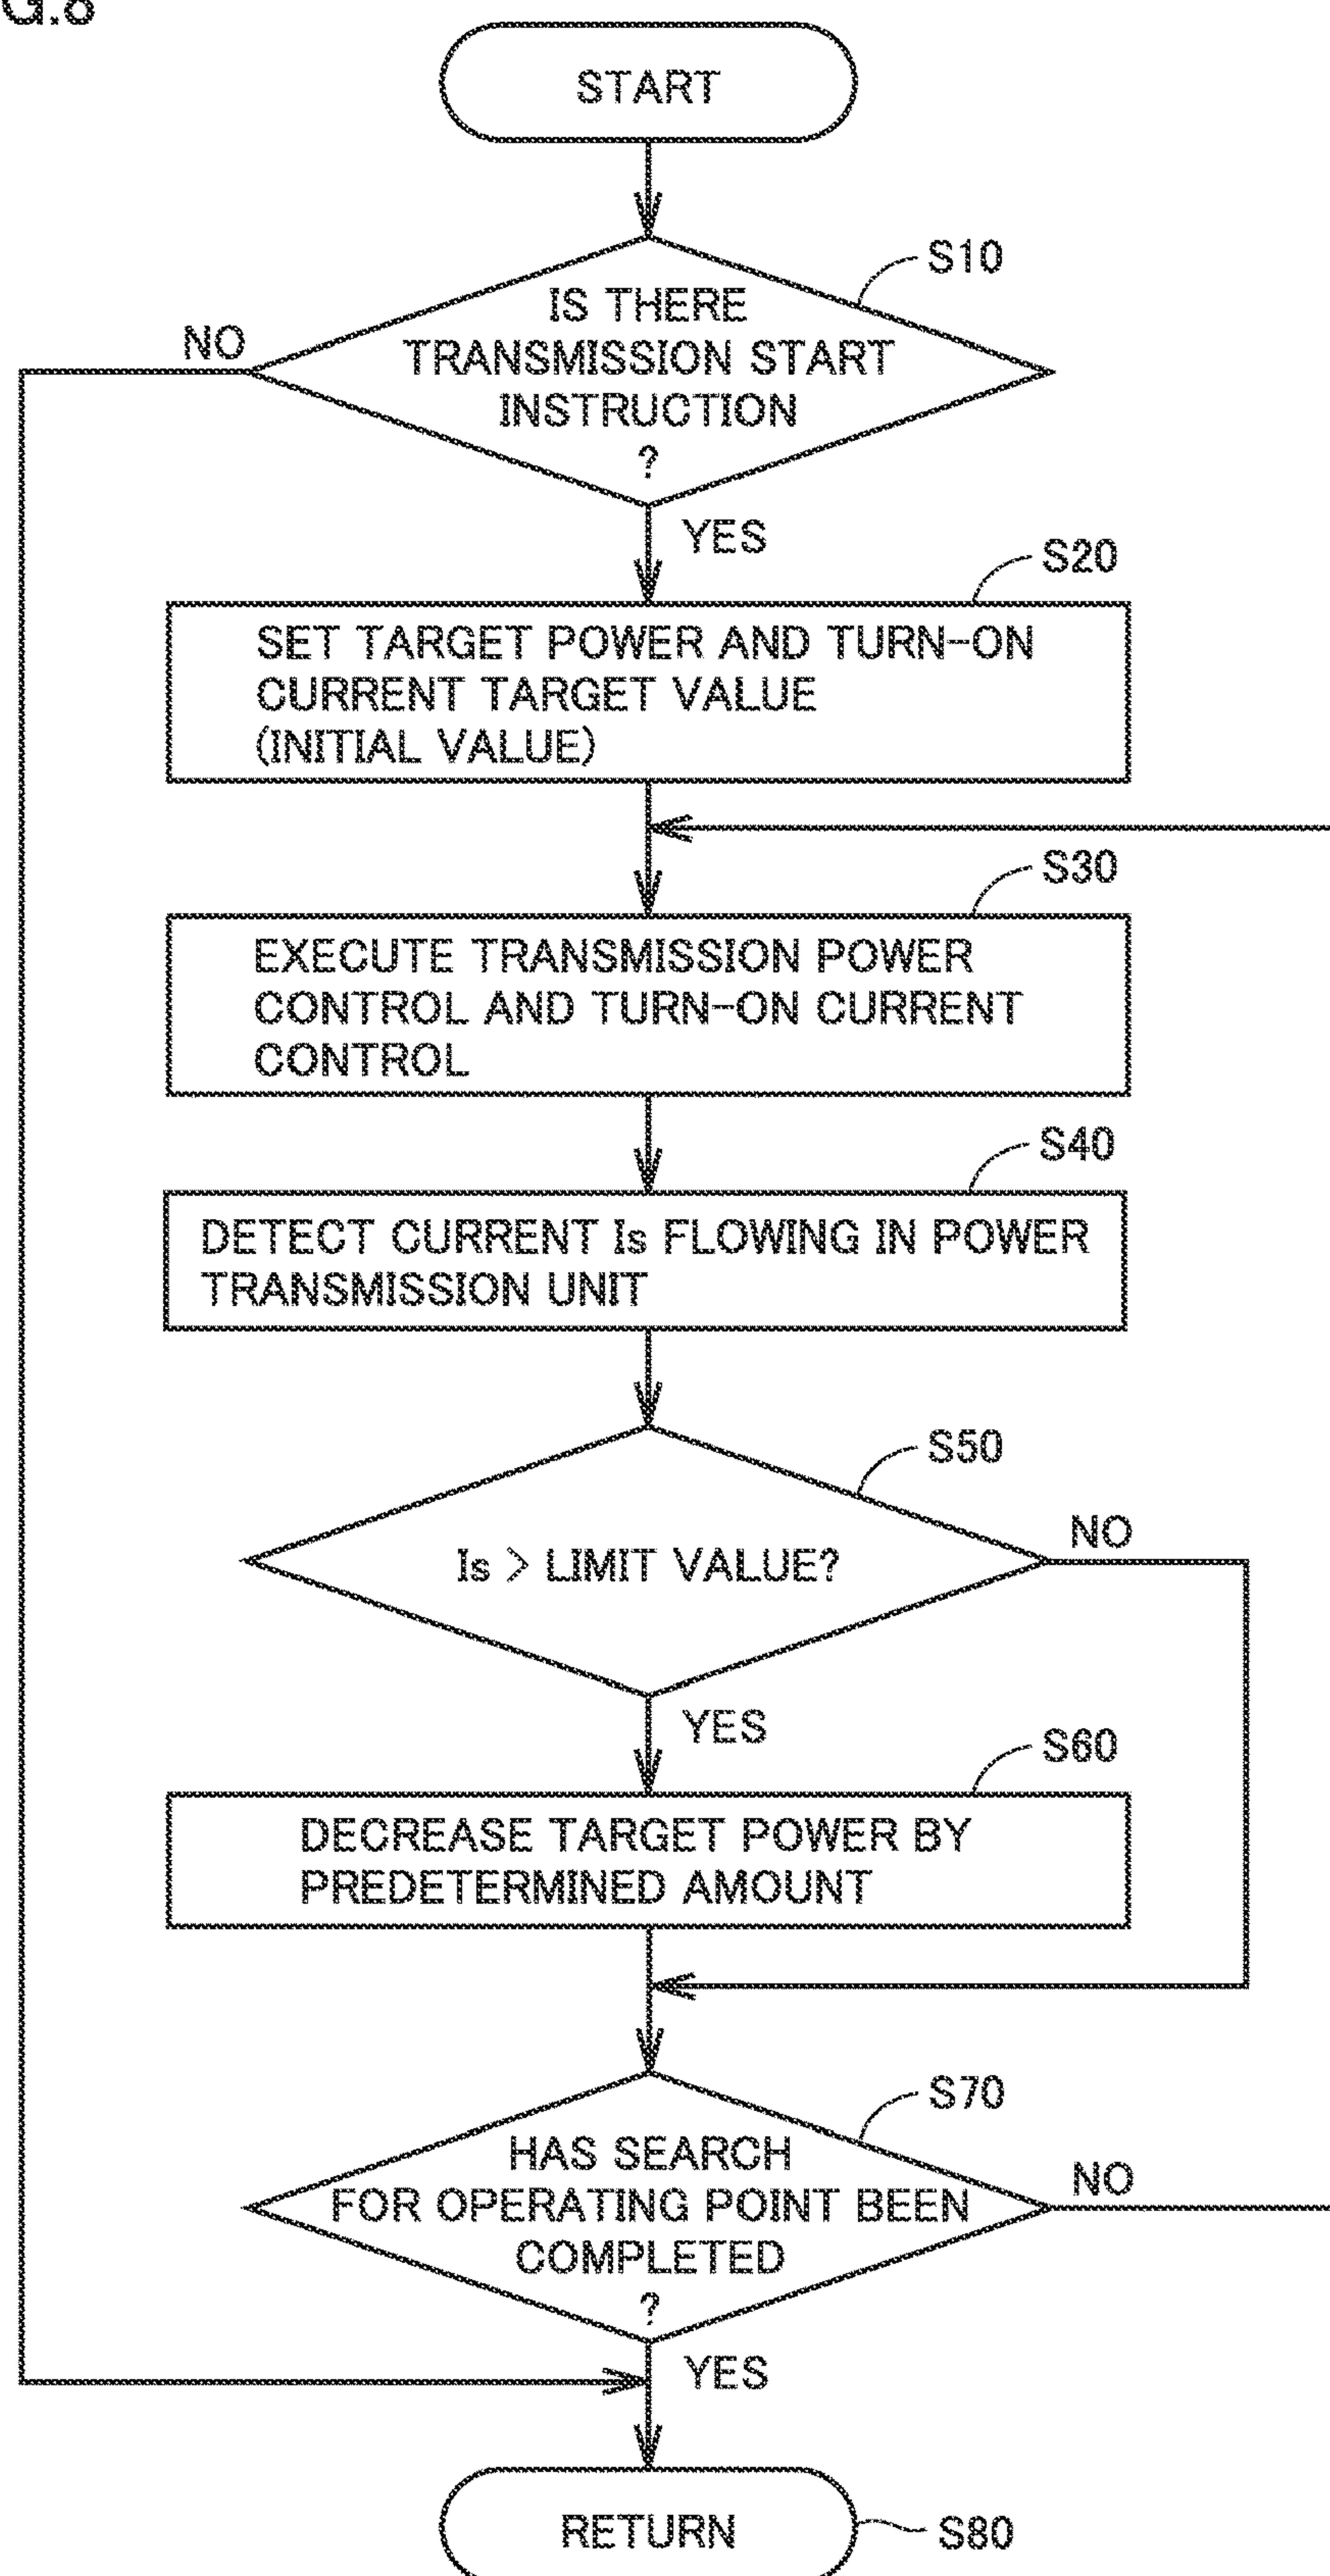 G.8
START
S10
IS THERE
TRANSMISSION START
INSTRUCTION
?
NO
YES
S20
SET TARGET POWER AND TURN-ON
CURRENT TARGET VALUE
(INITIAL VALUE)
S30
EXECUTE TRANSMISSION POWER
CONTROL AND TURN-ON CURRENT
CONTROL
S40
DETECT CURRENT Is FLOWING IN POWER
TRANSMISSION UNIT
S50
Is > LIMIT VALUE?
NO
YES
S60
DECREASE TARGET POWER BY
PREDETERMINED AMOUNT
S70
HAS SEARCH
FOR OPERATING POINT BEEN
COMPLETED
?
NO
YES
RETURN
S80